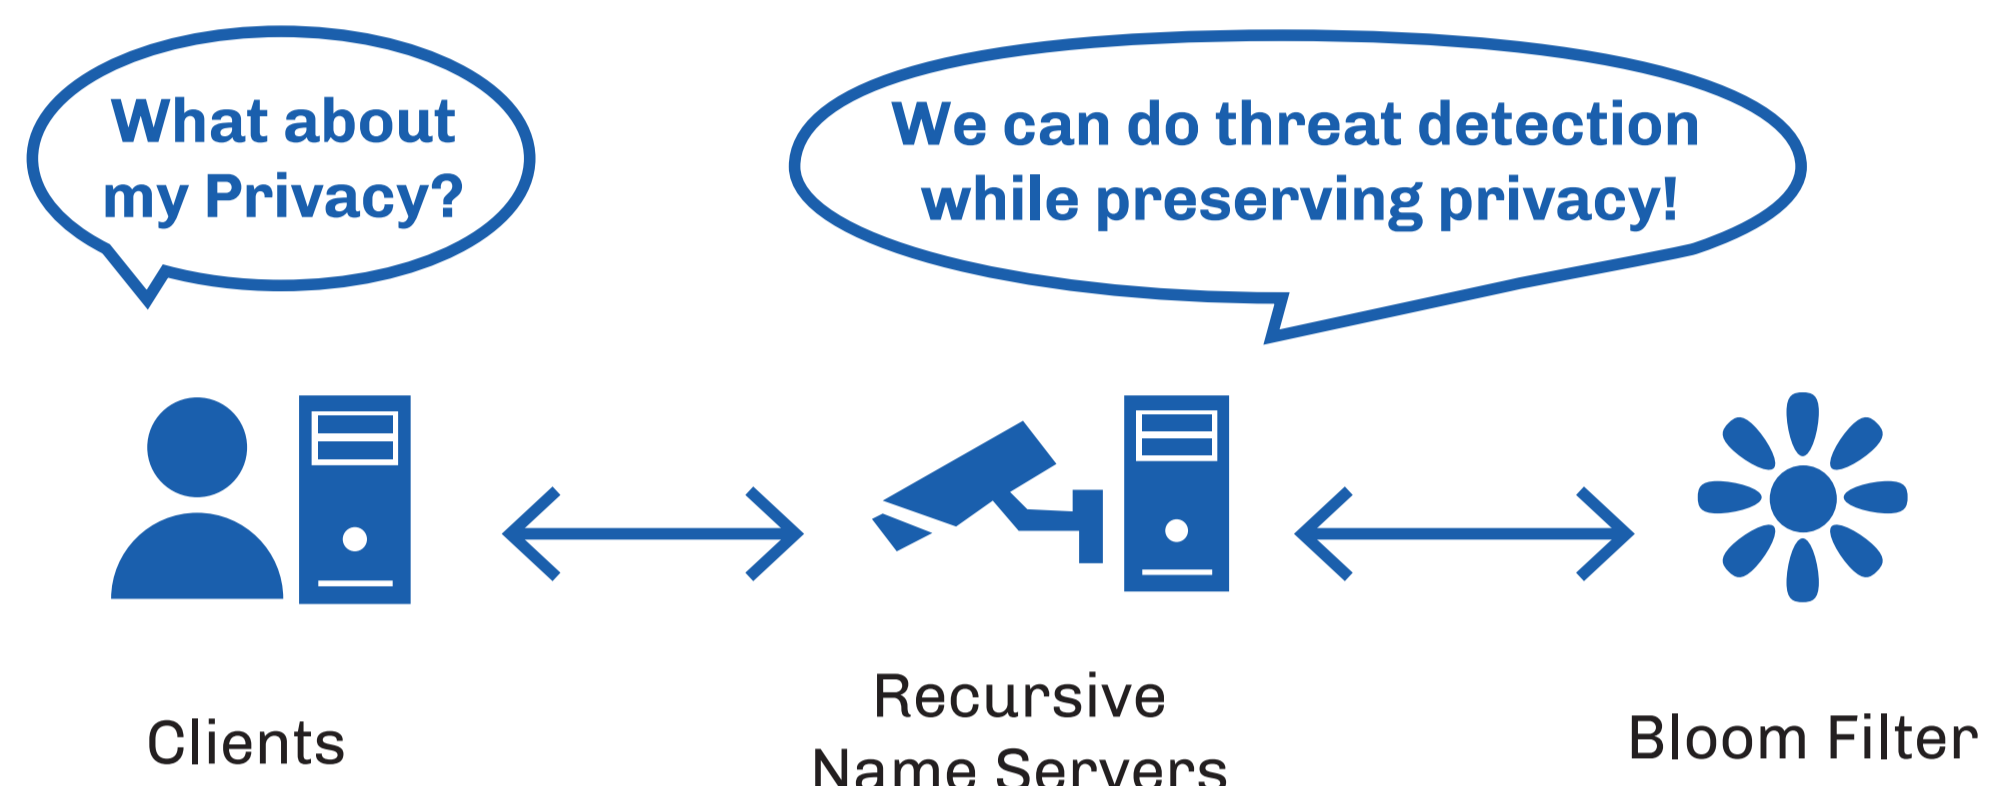 What about
my Privacy?
We can do threat detection
while preserving privacy!
Clients
Recursive
Name Servers
Bloom Filter